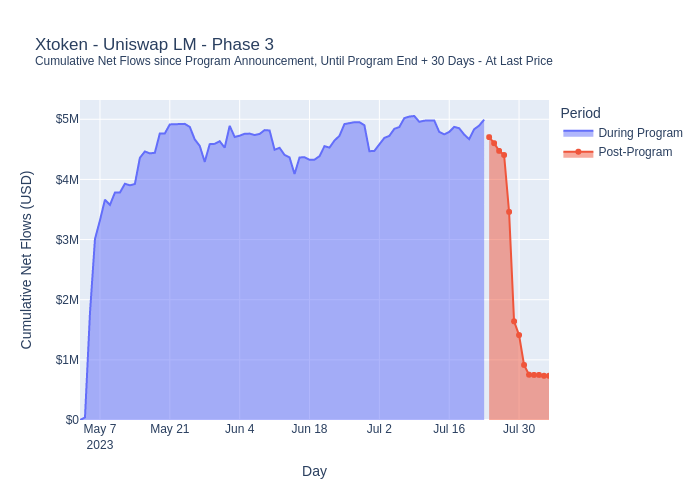 Xtoken - Uniswap LM - Phase 3
Cumulative Net Flows since Program Announcement, Until Program End + 30 Days - At Last Price
Period
During Program
Post-Program
Cumulative Net Flows (USD)
$5M
$4M
$3M
$2M
$1M
$0
May 7
2023
May 21
Jun 4
Jun 18
Jul 2
Jul 16
Jul 30
Day